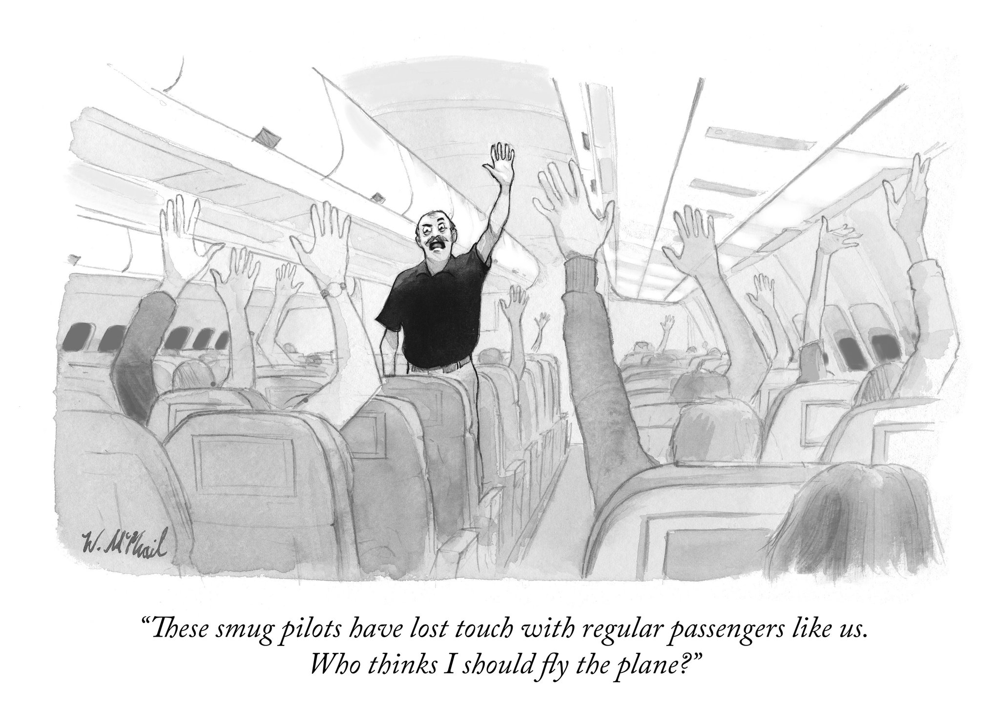 W. McPhail
“These smug pilots have lost touch with regular passengers like us.
Who thinks I should fly the plane?”